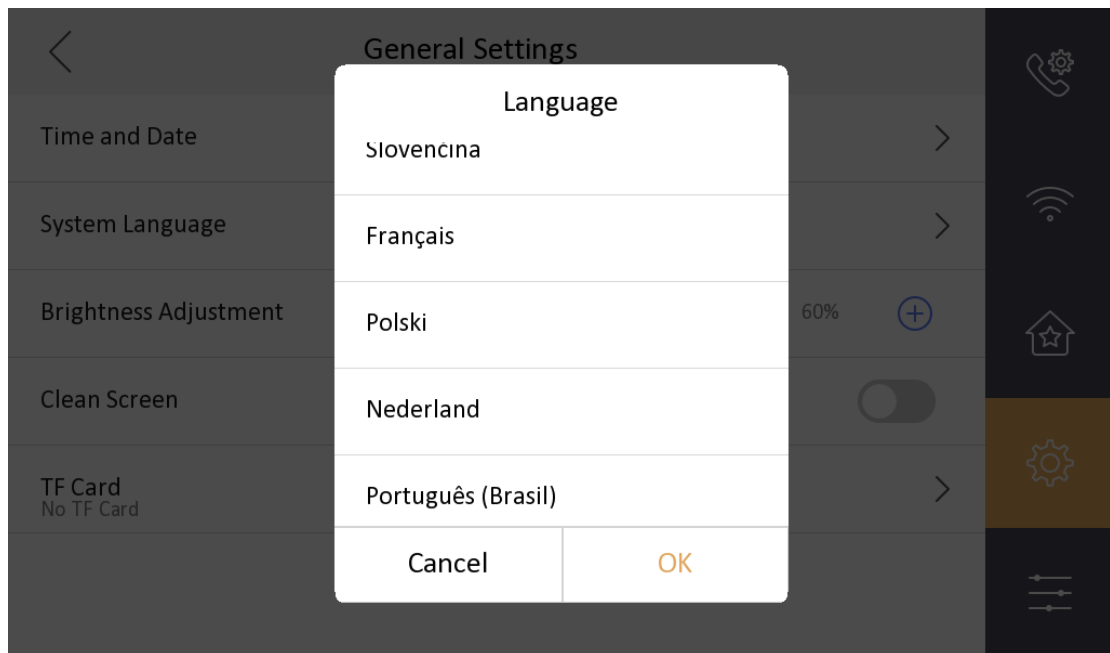 General Settings
Language
Time and Date
Slovenčina
System Language
Français
Brightness Adjustment
Polski
60%
Clean Screen
Nederland
TF Card
No TF Card
Português (Brasil)
Cancel
OK